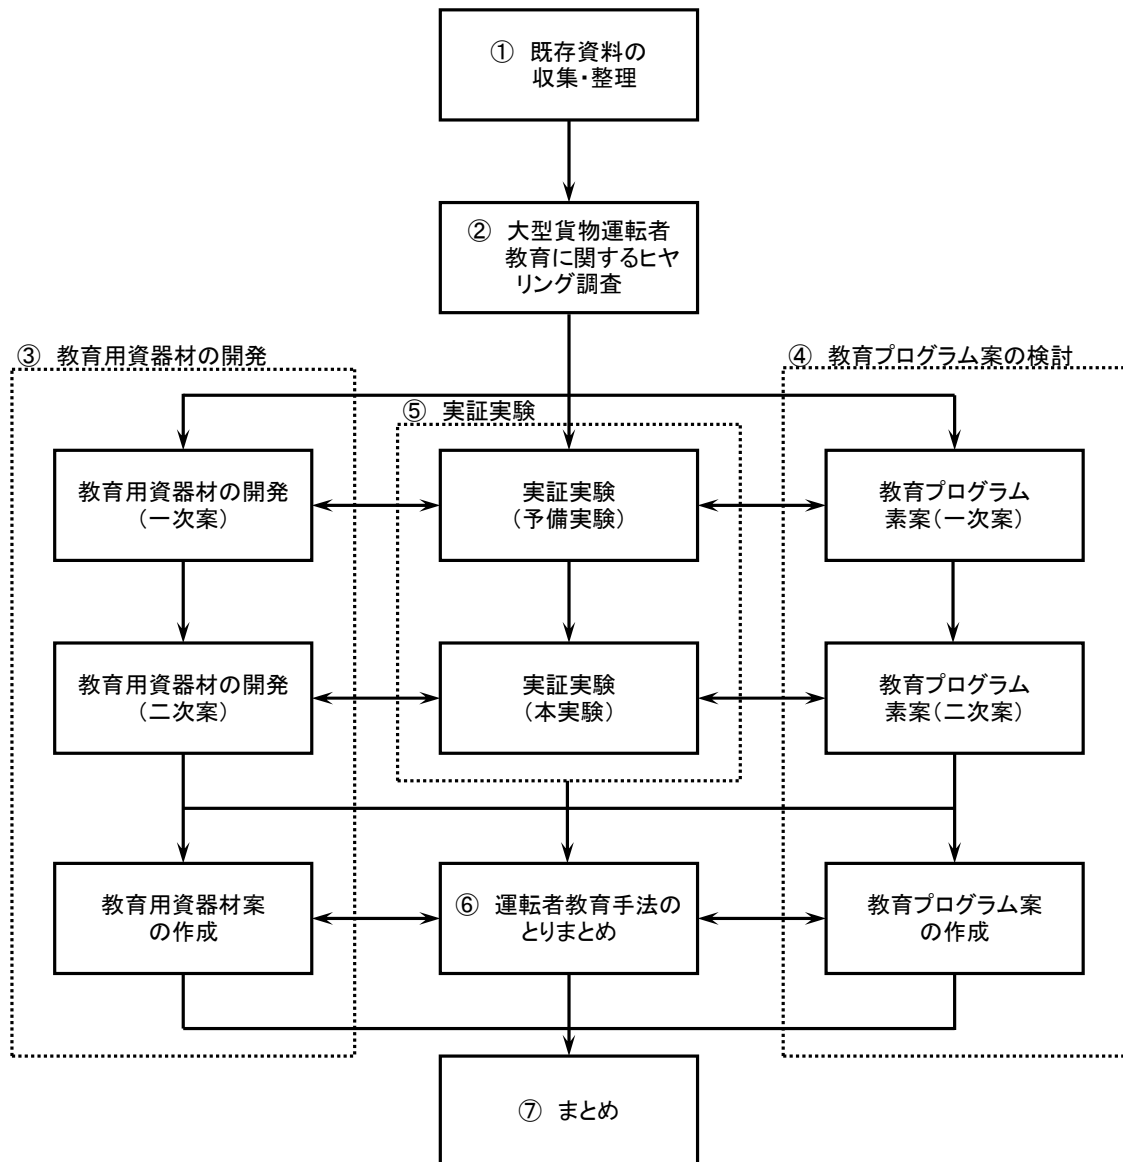 ① 既存資料の
収集・整理
② 大型貨物運転者
教育に関するヒヤ
リング調査
③ 教育用資器材の開発
④ 教育プログラム案の検討
⑤ 実証実験
教育用資器材の開発
（一次案）
実証実験
（予備実験）
教育プログラム
素案（一次案）
教育用資器材の開発
（二次案）
実証実験
（本実験）
教育プログラム
素案（二次案）
教育用資器材案
の作成
⑥ 運転者教育手法の
とりまとめ
教育プログラム案
の作成
⑦ まとめ